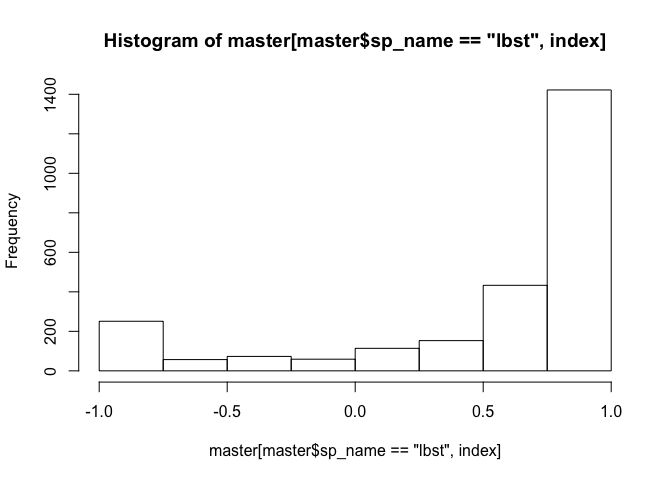 Histogram of master[master$sp_name == "lbst", index]
Frequency
1400
1000
600
200
0
-1.0 -0.5 0.0 0.5 1.0
master[master$sp_name == "lbst", index]